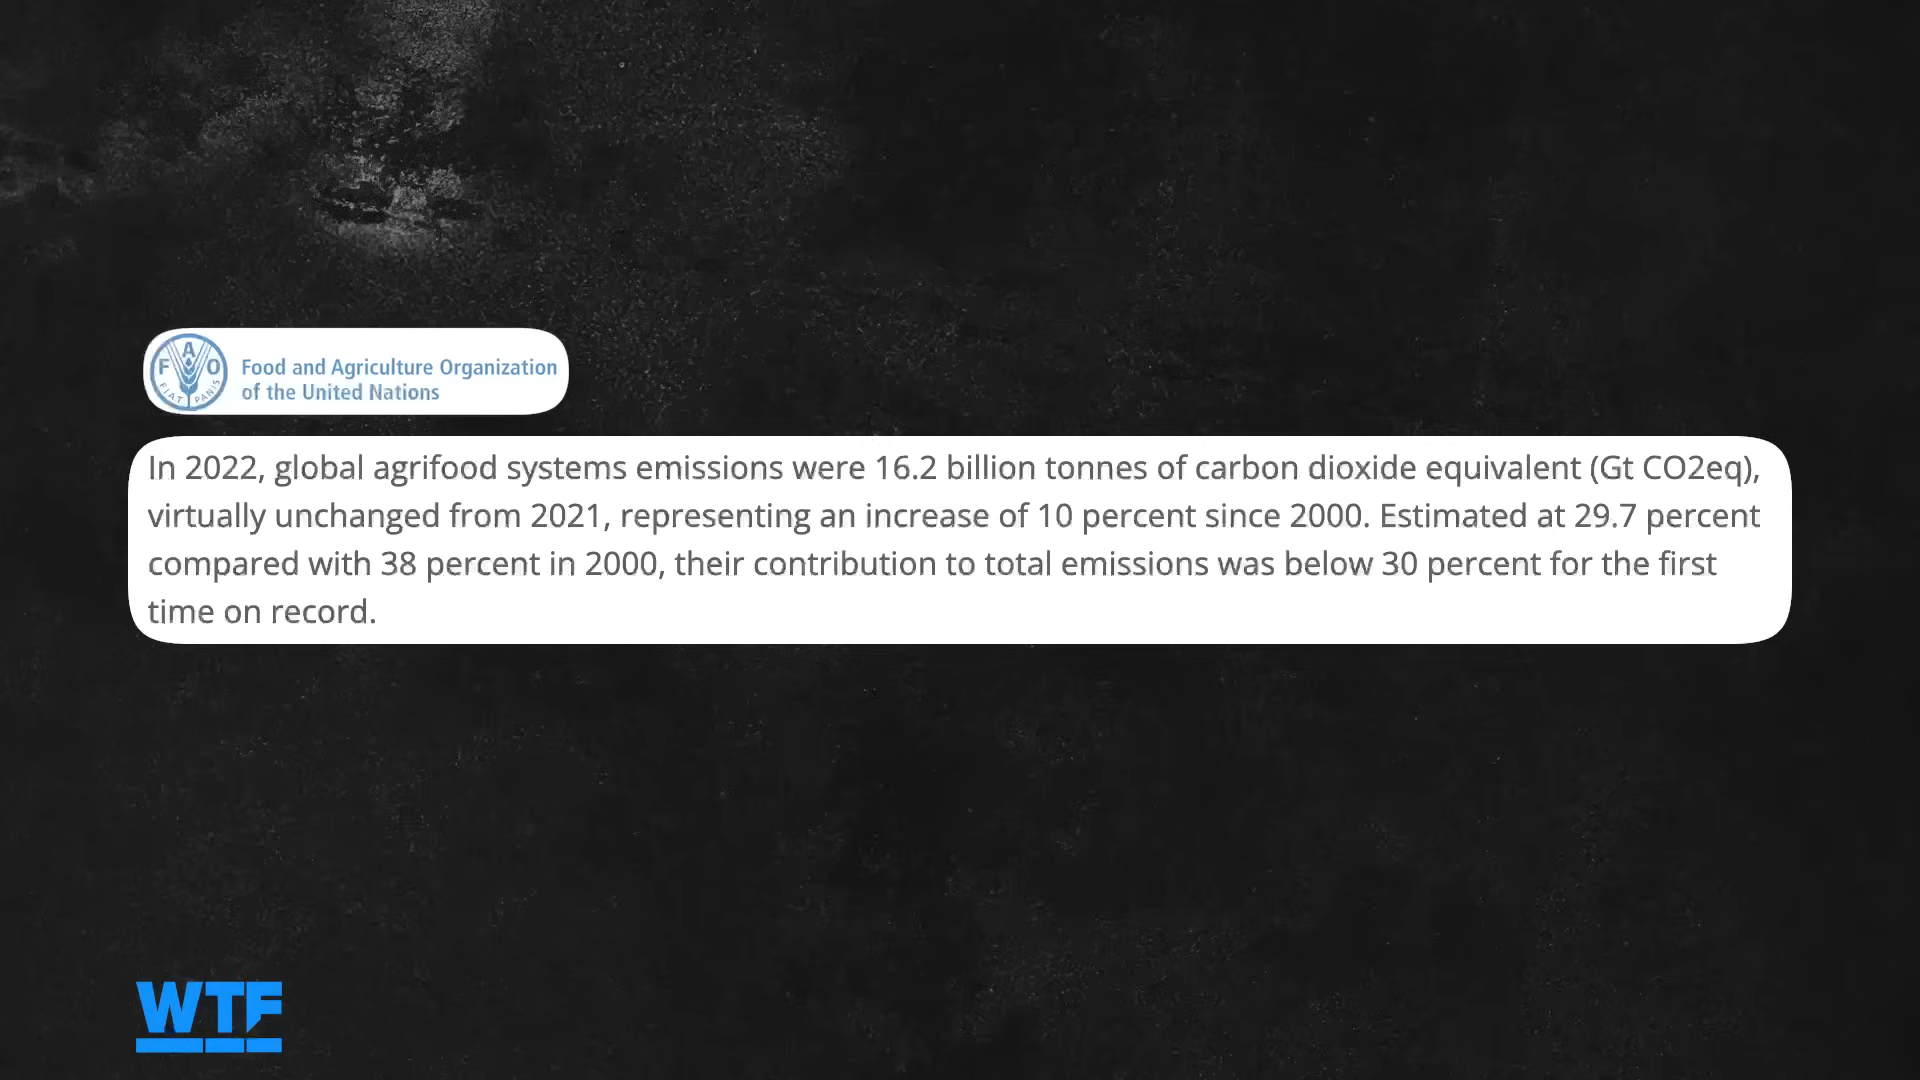 F A O
FIAT PANIS
Food and Agriculture Organization
of the United Nations
In 2022, global agrifood systems emissions were 16.2 billion tonnes of carbon dioxide equivalent (Gt CO2eq),
virtually unchanged from 2021, representing an increase of 10 percent since 2000. Estimated at 29.7 percent
compared with 38 percent in 2000, their contribution to total emissions was below 30 percent for the first
time on record.
WTF